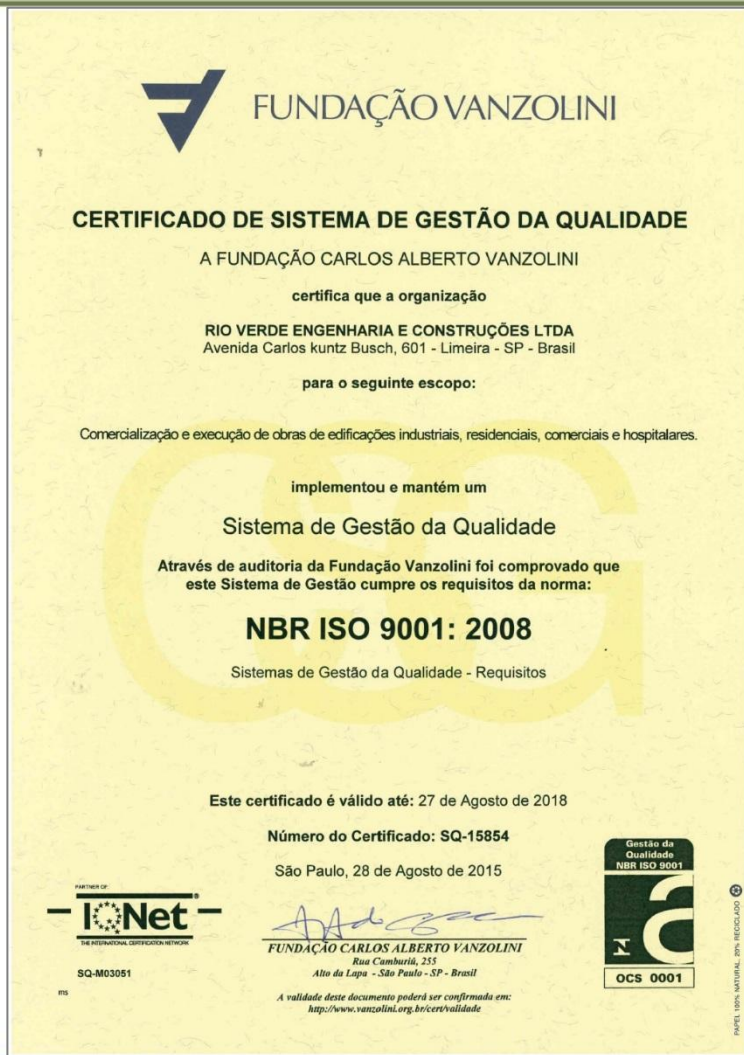 FUNDAÇÃO VANZOLINI
CERTIFICADO DE SISTEMA DE GESTÃO DA QUALIDADE
A FUNDAÇÃO CARLOS ALBERTO VANZOLINI
certifica que a organização
RIO VERDE ENGENHARIA E CONSTRUÇÕES LTDA
Avenida Carlos kuntz Busch, 601 - Limeira - SP - Brasil
para o seguinte escopo:
Comercialização e execução de obras de edificações industriais, residenciais, comerciais e hospitalares.
implementou e mantém um
Sistema de Gestão da Qualidade
Através de auditoria da Fundação Vanzolini foi comprovado que
este Sistema de Gestão cumpre os requisitos da norma:
NBR ISO 9001: 2008
Sistemas de Gestão da Qualidade - Requisitos
Este certificado é válido até: 27 de Agosto de 2018
Número do Certificado: SQ-15854
São Paulo, 28 de Agosto de 2015
PARTNER OF
IQNet
®
THE INTERNATIONAL CERTIFICATION NETWORK
SQ-M03051
FUNDAÇÃO CARLOS ALBERTO VANZOLINI
Rua Camburiú, 255
Alto da Lapa - São Paulo - SP - Brasil
A validade deste documento poderá ser confirmada em:
http://www.vanzolini.org.br/cert/validade
Gestão da
Qualidade
NBR ISO 9001
OCS 0001
PAPEL 100% NATURAL, 20% RECICLADO